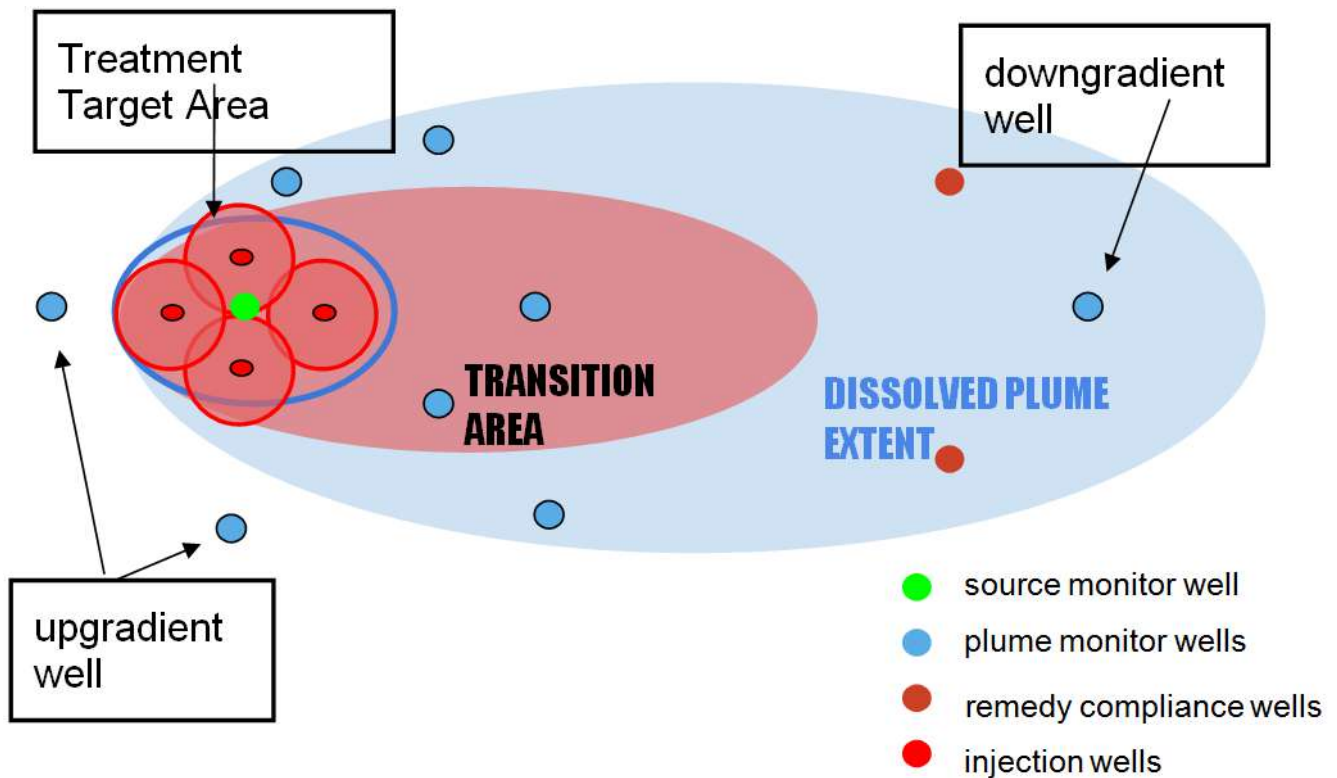 Treatment
Target Area
downgradient
well
TRANSITION
AREA
DISSOLVED PLUME
EXTENT
upgradient
well
source monitor well
plume monitor wells
remedy compliance wells
injection wells